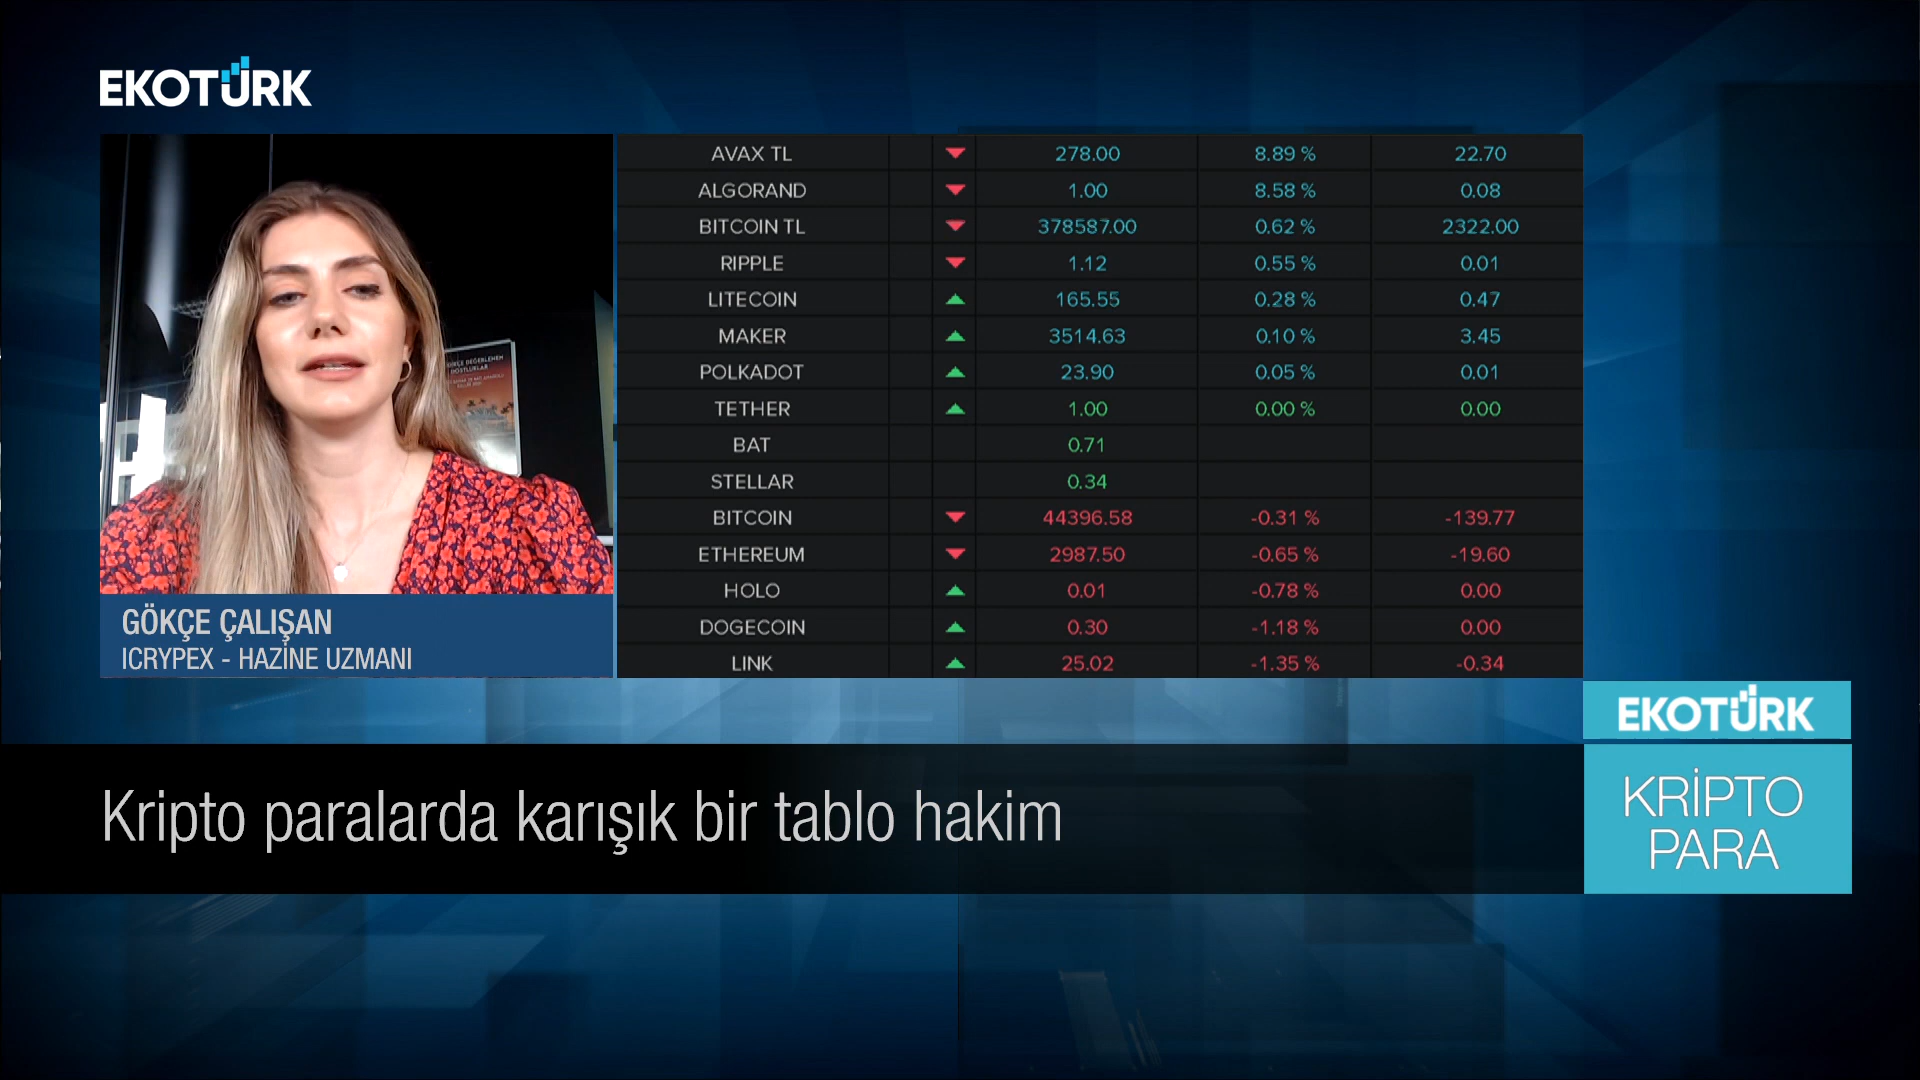 EKOTÜRK
DİKÇE DEĞERLENEN
DOSTLUKLAR
GÖKÇE ÇALIŞAN
ICRYPEX - HAZİNE UZMANI
AVAX TL 278.00 8.89 % 22.70
ALGORAND 1.00 8.58 % 0.08
BITCOIN TL 378587.00 0.62 % 2322.00
RIPPLE 1.12 0.55 % 0.01
LITECOIN 165.55 0.28 % 0.47
MAKER 3514.63 0.10 % 3.45
POLKADOT 23.90 0.05 % 0.01
TETHER 1.00 0.00 % 0.00
BAT 0.71
STELLAR 0.34
BITCOIN 44396.58 -0.31 % -139.77
ETHEREUM 2987.50 -0.65 % -19.60
HOLO 0.01 -0.78 % 0.00
DOGECOIN 0.30 -1.18 % 0.00
LINK 25.02 -1.35 % -0.34
EKOTÜRK
Kripto paralarda karışık bir tablo hakim
KRİPTO
PARA